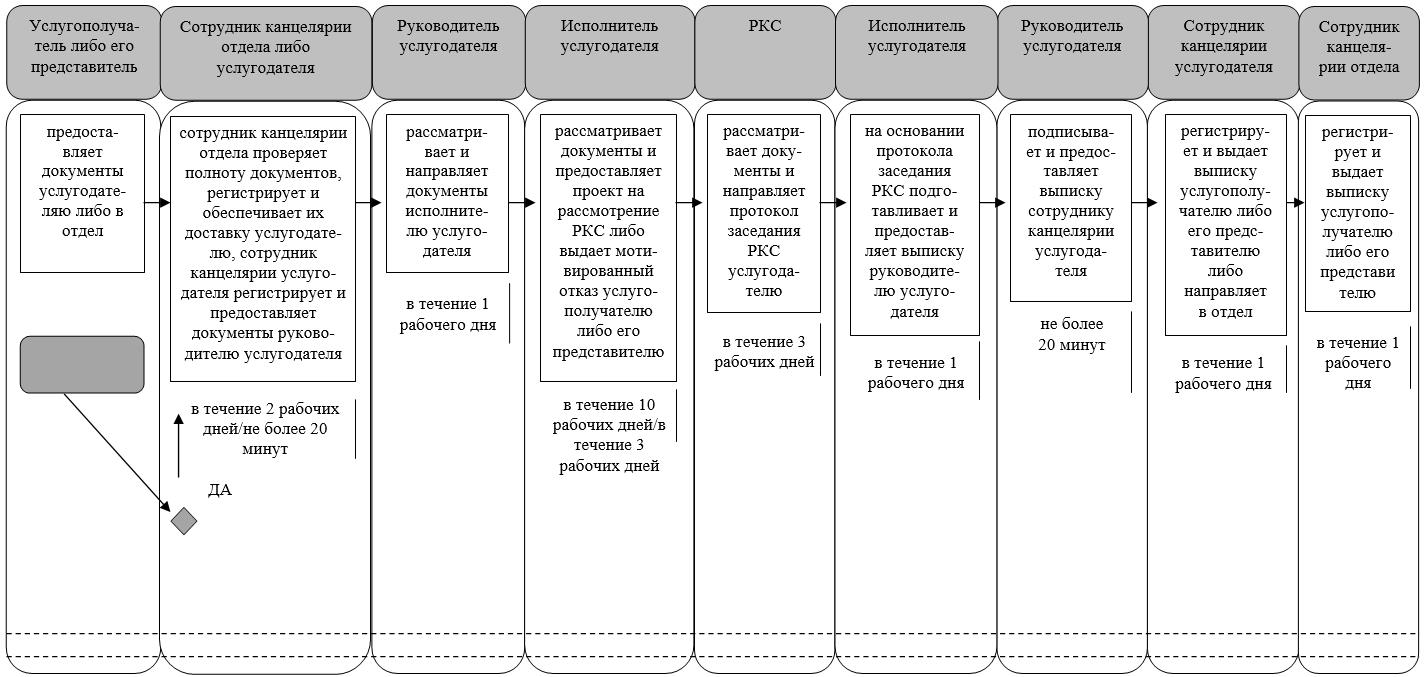 Услугополуча-
тель либо его
представитель
Сотрудник канцелярии
отдела либо
услугодателя
Руководитель
услугодателя
Исполнитель
услугодателя
РКС
Исполнитель
услугодателя
Руководитель
услугодателя
Сотрудник
канцелярии
услугодателя
Сотрудник
канцеля-
рии отдела
предоста-
вляет
документы
услугодате-
ляю либо в
отдел
сотрудник канцелярии
отдела проверяет
полноту документов,
регистрирует и
обеспечивает их
доставку услугодате-
лю, сотрудник
канцелярии услуго-
дателя регистрирует и
предоставляет
документы руково-
дителю услугодателя
в течение 2 рабочих
дней/не более 20
минут
ДА
рассматри-
вает и
направляет
документы
исполните-
лю услуго-
дателя
в течение 1
рабочего дня
рассматривает
документы и
предоставляет
проект на
рассмотрение
РКС либо
выдает моти-
вированный
отказ услуго-
получателю
либо его
представителю
в течение 10
рабочих дней/в
течение 3
рабочих дней
рассматри-
вает доку-
менты и
направляет
протокол
заседания
РКС
услугода-
телю
в течение 3
рабочих дней
на основании
протокола
заседания
РКС подго-
тавливает и
предостав-
ляет выписку
руководите-
лю услуго-
дателя
в течение 1
рабочего дня
подписыва-
ет и предос-
тавляет
выписку
сотруднику
канцелярии
услугода-
теля
не более
20 минут
регистриру-
ет и выдает
выписку
услугополу-
чателю либо
его предс-
тавителю
либо
направляет
в отдел
в течение 1
рабочего дня
регистри-
рует и
выдает
выписку
услугопо-
лучателю
либо его
представи
телю
в течение 1
рабочего
дня